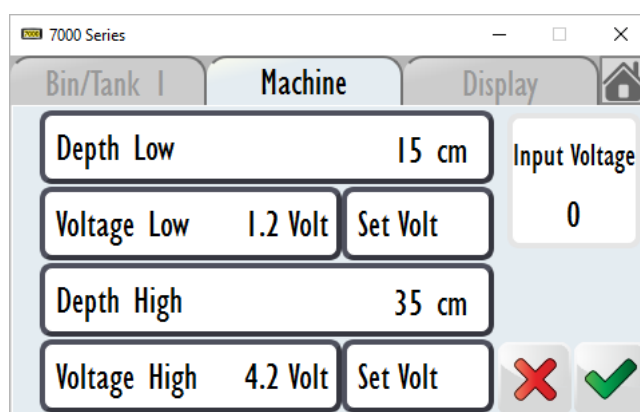 7000 Series
Bin/Tank 1 Machine Display
Depth Low 15 cm
Input Voltage
0
Voltage Low 1.2 Volt Set Volt
Depth High 35 cm
Voltage High 4.2 Volt Set Volt